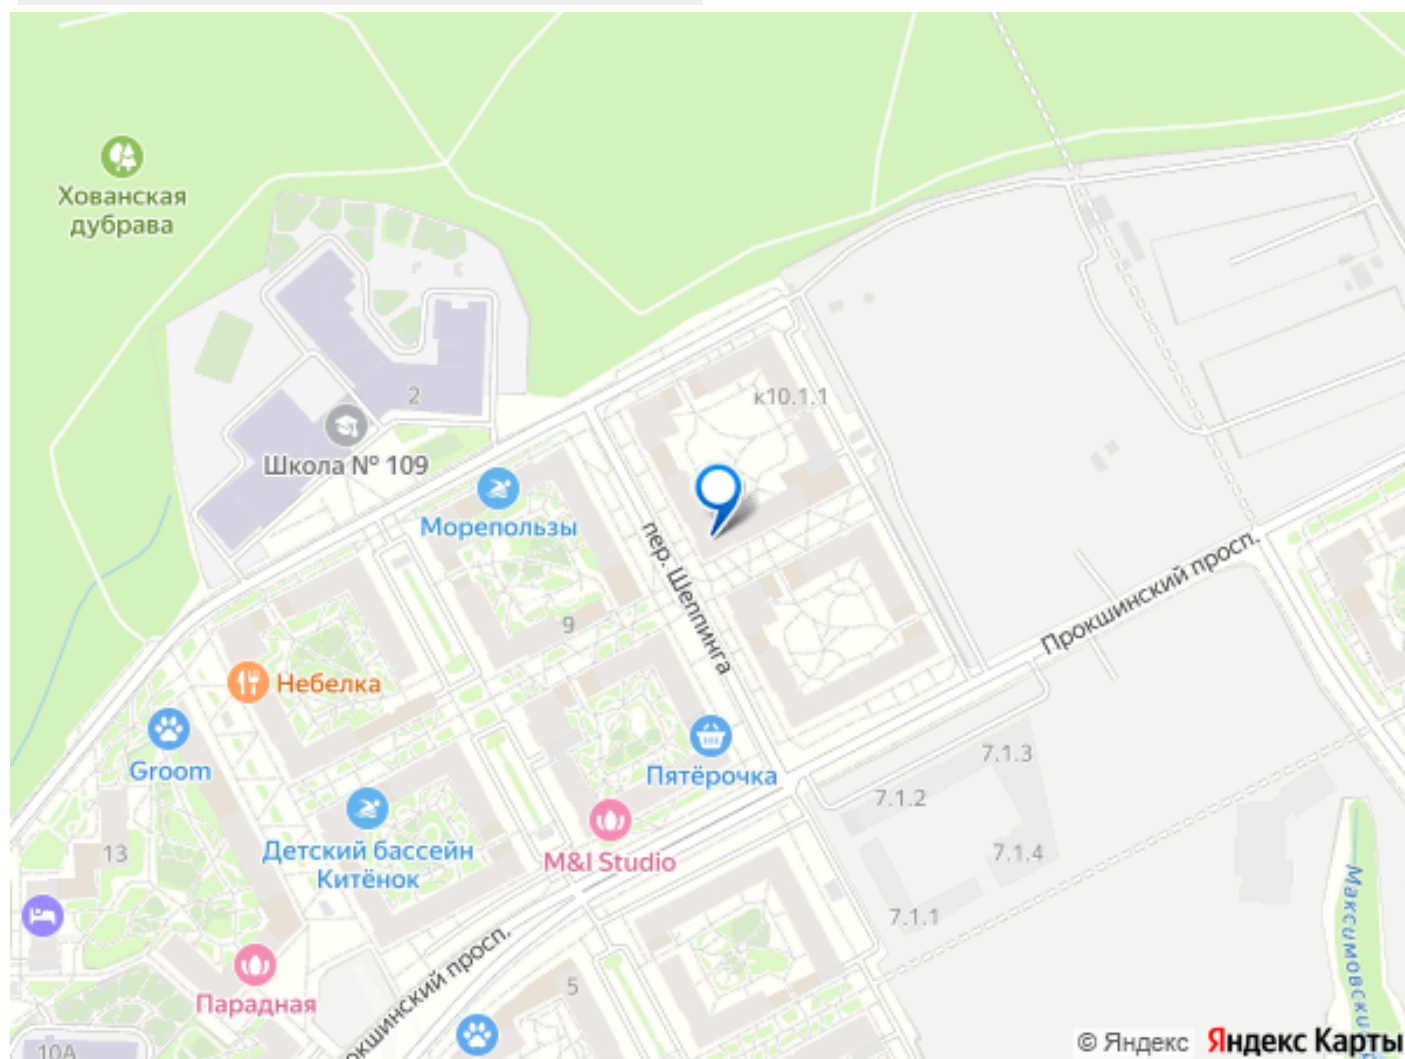 Хованская
дубрава
к10.1.1
2
Школа № 109
Морепользы
пер. Шеппинга
Прокшинский просп.
9
Небелка
Groom
Пятёрочка
7.1.3
7.1.2
M&I Studio
Детский бассейн
Китёнок
7.1.4
13
7.1.1
Парадная
5
10А
© Яндекс Яндекс Карты